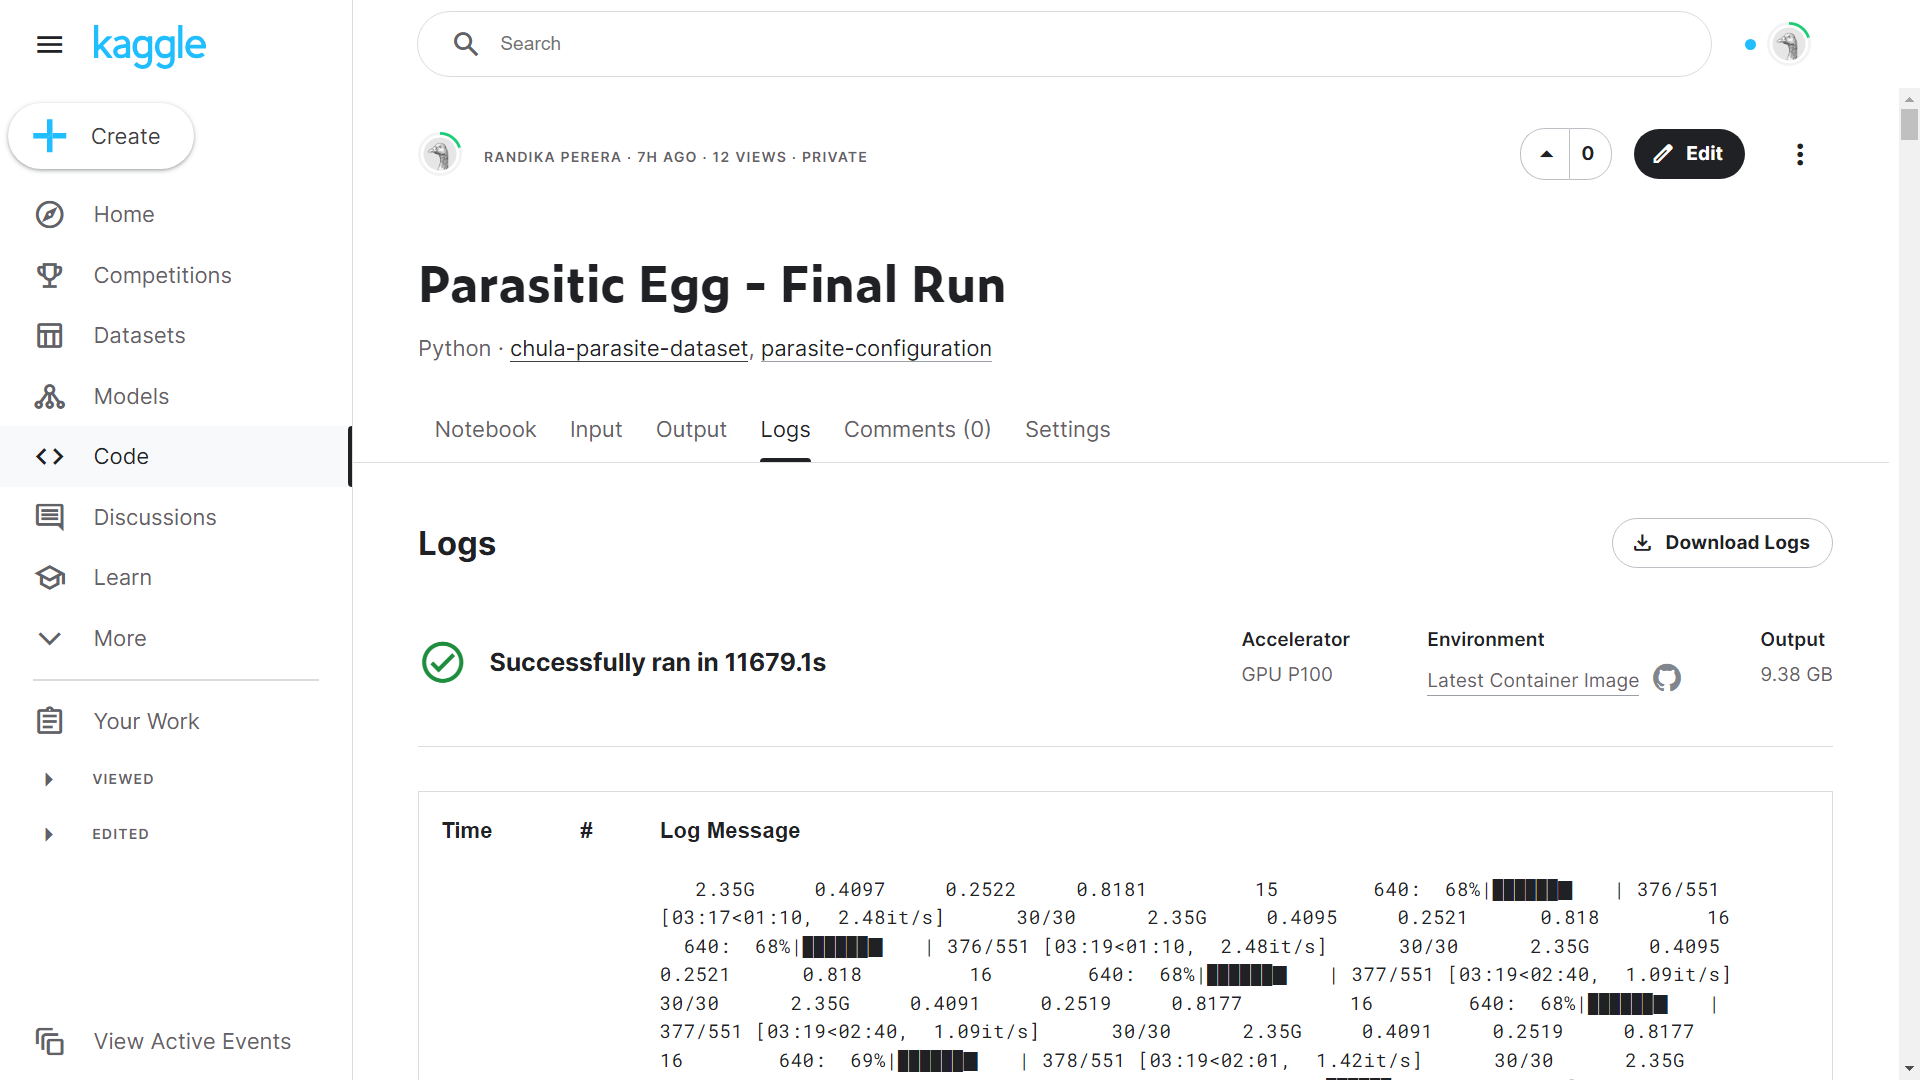 kaggle
Search
Create
Home
Competitions
Datasets
Models
Code
Discussions
Learn
More
Your Work
VIEWED
EDITED
View Active Events
RANDIKA PERERA · 7H AGO · 12 VIEWS · PRIVATE
0
Edit
Parasitic Egg - Final Run
Python · chula-parasite-dataset, parasite-configuration
Notebook Input Output Logs Comments (0) Settings
Logs
Download Logs
Successfully ran in 11679.1s
Accelerator
GPU P100
Environment
Latest Container Image
Output
9.38 GB
Time # Log Message
2.35G 0.4097 0.2522 0.8181 15 640: 68%|███████ | 376/551
[03:17<01:10, 2.48it/s] 30/30 2.35G 0.4095 0.2521 0.818 16
640: 68%|███████ | 376/551 [03:19<01:10, 2.48it/s] 30/30 2.35G 0.4095
0.2521 0.818 16 640: 68%|███████ | 377/551 [03:19<02:40, 1.09it/s]
30/30 2.35G 0.4091 0.2519 0.8177 16 640: 68%|███████ |
377/551 [03:19<02:40, 1.09it/s] 30/30 2.35G 0.4091 0.2519 0.8177
16 640: 69%|███████ | 378/551 [03:19<02:01, 1.42it/s] 30/30 2.35G